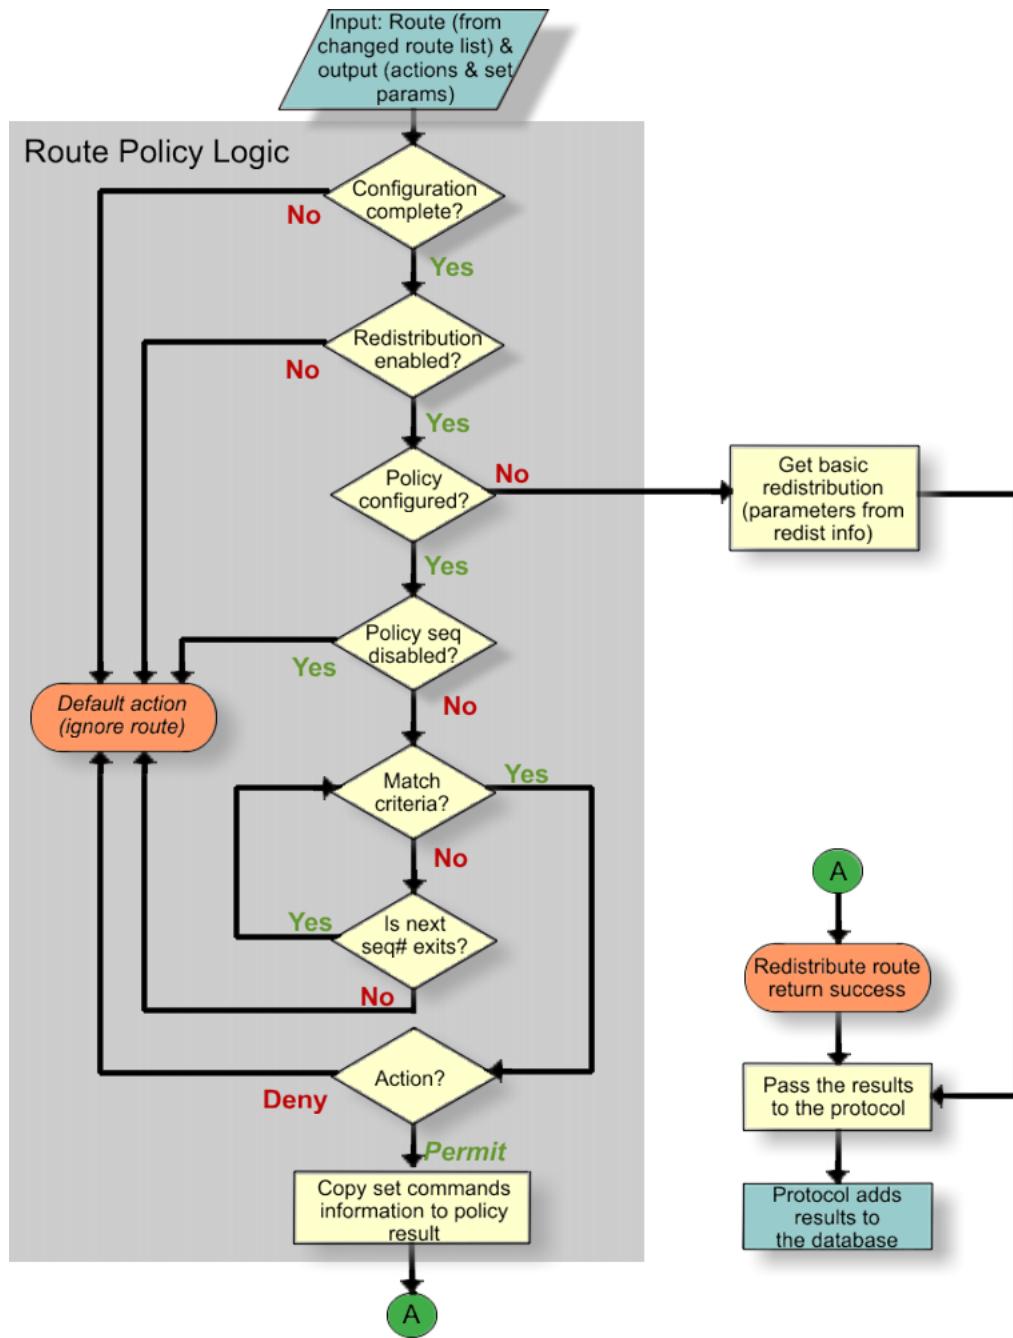 Input: Route (from
changed route list) &
output (actions & set
params)
Route Policy Logic
Configuration
complete?
No
Yes
Redistribution
enabled?
No
Yes
Policy
configured?
No
Get basic
redistribution
(parameters from
redist info)
Yes
Policy seq
disabled?
Yes
No
Default action
(ignore route)
Match
criteria?
Yes
No
Is next
seq# exits?
Yes
No
Action?
Deny
Permit
Copy set commands
information to policy
result
A
A
Redistribute route
return success
Pass the results
to the protocol
Protocol adds
results to
the database